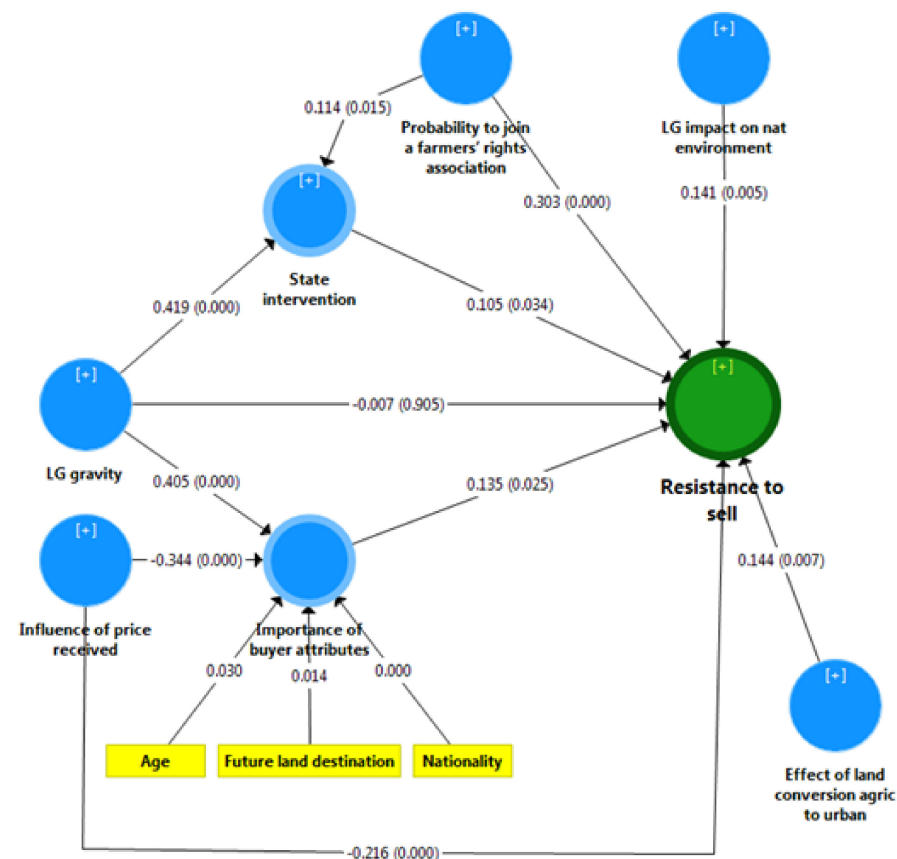 [+]
[+]
0.114 (0.015)
Probability to join
a farmers' rights
association
LG impact on nat
environment
[+]
0.303 (0.000)
0.141 (0.005)
State
intervention
0.419 (0.000)
0.105 (0.034)
[+]
[+]
-0.007 (0.905)
LG gravity
0.405 (0.000)
0.135 (0.025)
Resistance to
sell
[+]
-0.344 (0.000)
0.144 (0.007)
Influence of price
received
Importance of
buyer attributes
0.030
0.014
0.000
[+]
Age
Future land destination
Nationality
Effect of land
conversion agric
to urban
-0.216 (0.000)